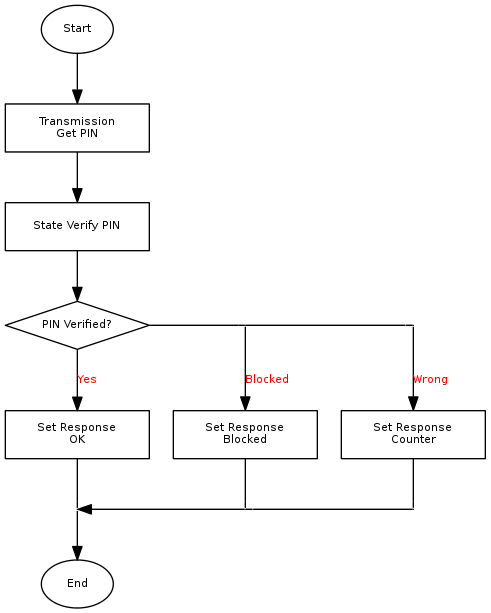 Start
Transmission
Get PIN
State Verify PIN
PIN Verified?
Yes
Blocked
Wrong
Set Response
OK
Set Response
Blocked
Set Response
Counter
End